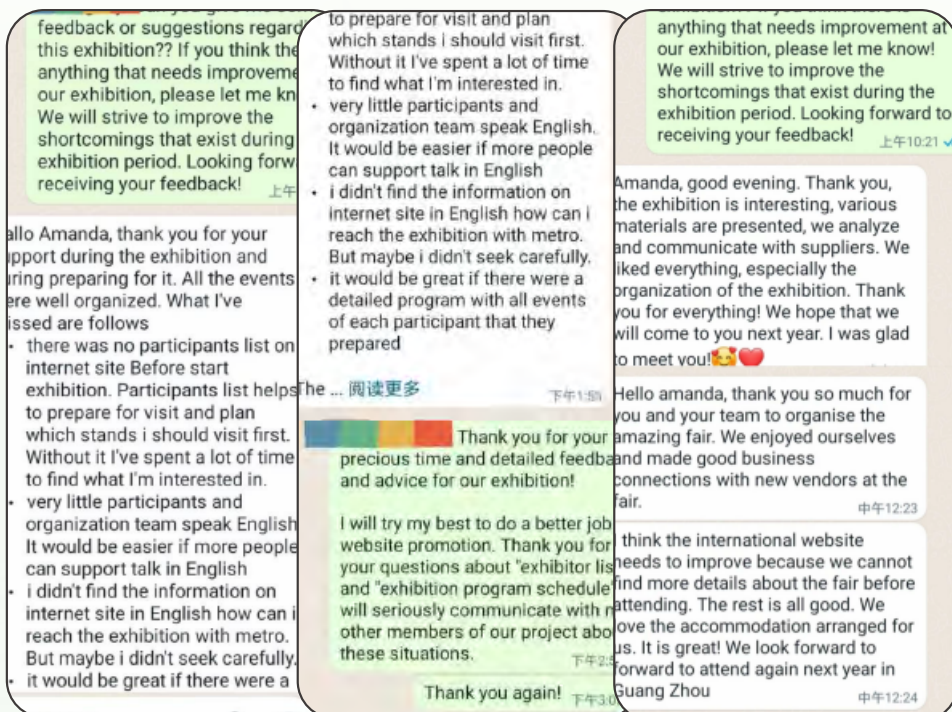 feedback or suggestions regard
this exhibition?? If you think the
anything that needs improveme
our exhibition, please let me kn
We will strive to improve the
shortcomings that exist during
exhibition period. Looking forw
receiving your feedback!
上午
allo Amanda, thank you for your
pport during the exhibition and
ring preparing for it. All the events
ere well organized. What I've
issed are follows
• there was no participants list on
internet site Before start
exhibition. Participants list helps
to prepare for visit and plan
which stands i should visit first.
Without it I've spent a lot of time
to find what I'm interested in.
• very little participants and
organization team speak English
It would be easier if more people
can support talk in English
• i didn't find the information on
internet site in English how can i
reach the exhibition with metro.
But maybe i didn't seek carefully.
• it would be great if there were a
to prepare for visit and plan
which stands i should visit first.
Without it I've spent a lot of time
to find what I'm interested in.
• very little participants and
organization team speak English.
It would be easier if more people
can support talk in English
• i didn't find the information on
internet site in English how can i
reach the exhibition with metro.
But maybe i didn't seek carefully.
• it would be great if there were a
detailed program with all events
of each participant that they
prepared
The ... 阅读更多
Thank you for your
precious time and detailed feedba
and advice for our exhibition!
I will try my best to do a better job
website promotion. Thank you for
your questions about "exhibitor lis
and "exhibition program schedule"
will seriously communicate with m
other members of our project abo
these situations.
Thank you again!
anything that needs improvement at
our exhibition, please let me know!
We will strive to improve the
shortcomings that exist during the
exhibition period. Looking forward to
receiving your feedback!
上午10:21
Amanda, good evening. Thank you,
the exhibition is interesting, various
materials are presented, we analyze
and communicate with suppliers. We
liked everything, especially the
organization of the exhibition. Thank
you for everything! We hope that we
will come to you next year. I was glad
to meet you!🥰❤️
Hello amanda, thank you so much for
you and your team to organise the
amazing fair. We enjoyed ourselves
and made good business
connections with new vendors at the
fair.
中午12:23
I think the international website
needs to improve because we cannot
find more details about the fair before
attending. The rest is all good. We
love the accommodation arranged for
us. It is great! We look forward to
forward to attend again next year in
Guang Zhou
中午12:24